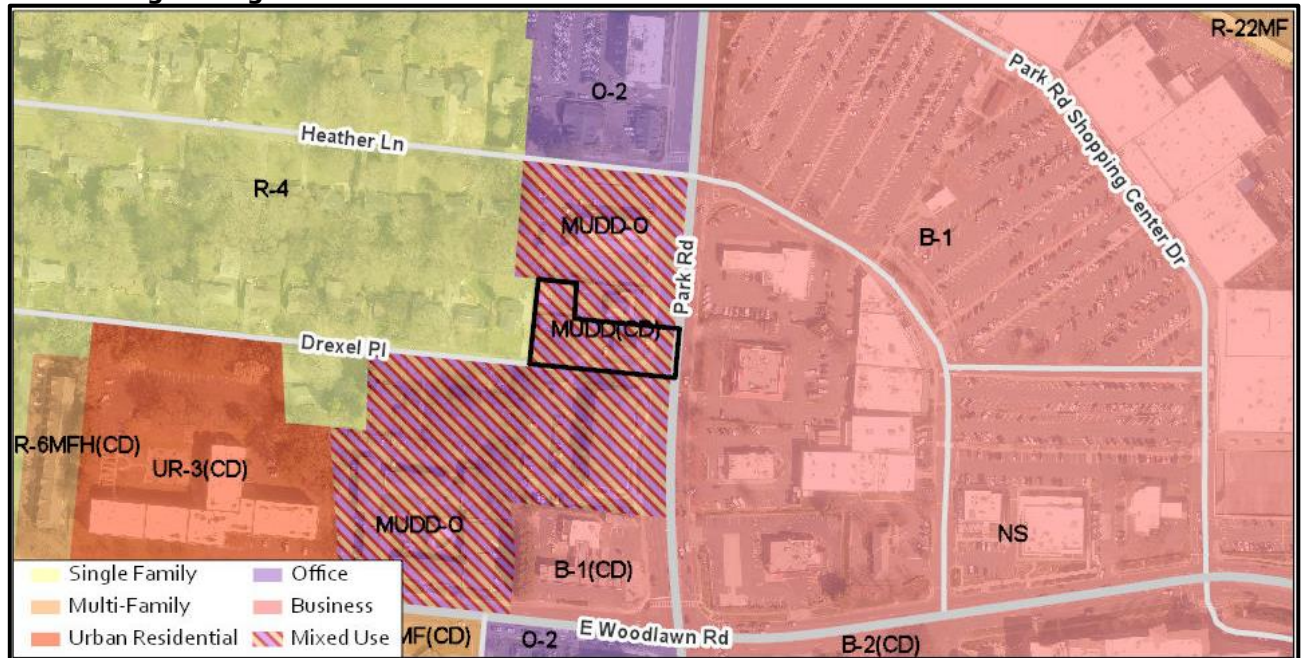 R-22MF
O-2
Park Rd Shopping Center Dr
Heather Ln
R-4
MUDD-O
B-1
Park Rd
MUDD(CD)
Drexel Pl
R-6MFH(CD)
UR-3(CD)
MUDD-O
NS
B-1(CD)
Single Family
Office
Multi-Family
Business
Urban Residential
Mixed Use
MF(CD)
O-2
E Woodlawn Rd
B-2(CD)